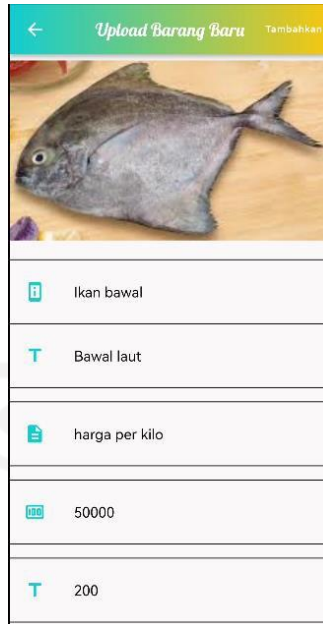 Upload Barang Baru
Tambahkan
Ikan bawal
Bawal laut
harga per kilo
50000
200